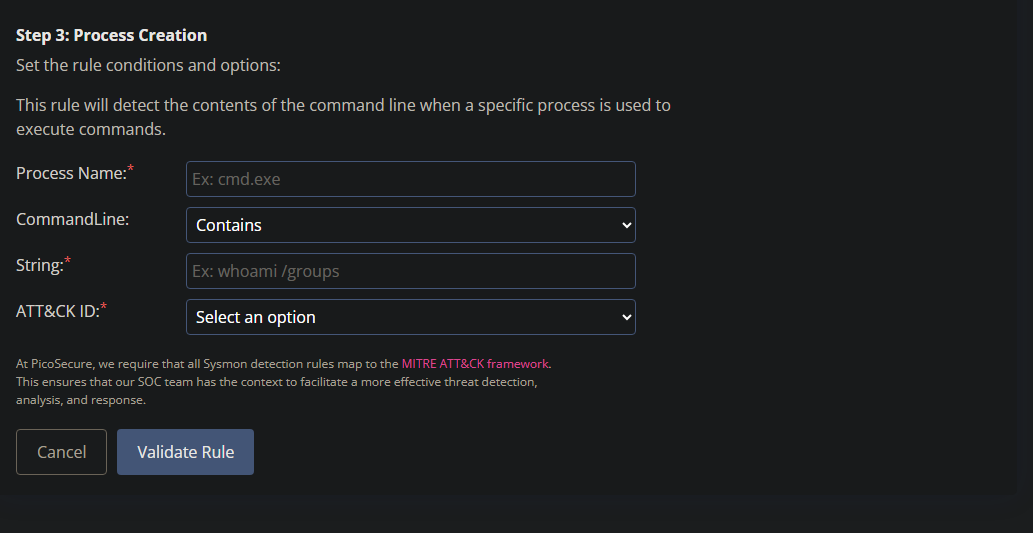 Step 3: Process Creation
Set the rule conditions and options:
This rule will detect the contents of the command line when a specific process is used to
execute commands.
Process Name:*
Ex: cmd.exe
CommandLine:
Contains
String:*
Ex: whoami /groups
ATT&CK ID:*
Select an option
At PicoSecure, we require that all Sysmon detection rules map to the MITRE ATT&CK framework.
This ensures that our SOC team has the context to facilitate a more effective threat detection,
analysis, and response.
Cancel
Validate Rule